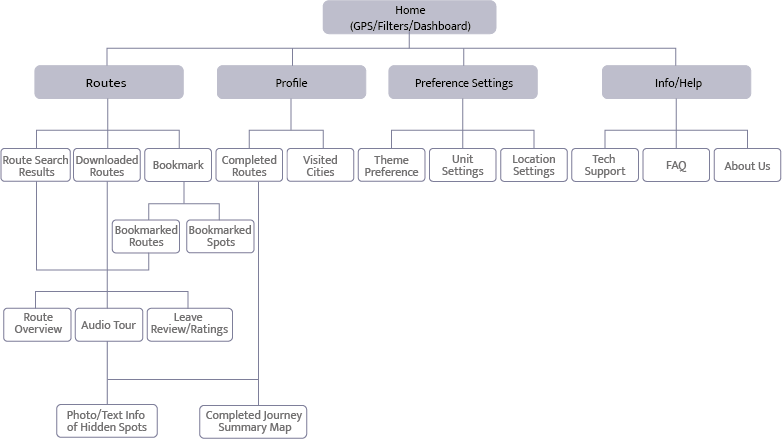 Home
(GPS/Filters/Dashboard)
Routes
Profile
Preference Settings
Info/Help
Route Search
Results
Downloaded
Routes
Bookmark
Completed
Routes
Visited
Cities
Theme
Preference
Unit
Settings
Location
Settings
Tech
Support
FAQ
About Us
Bookmarked
Routes
Bookmarked
Spots
Route
Overview
Audio Tour
Leave
Review/Ratings
Photo/Text Info
of Hidden Spots
Completed Journey
Summary Map